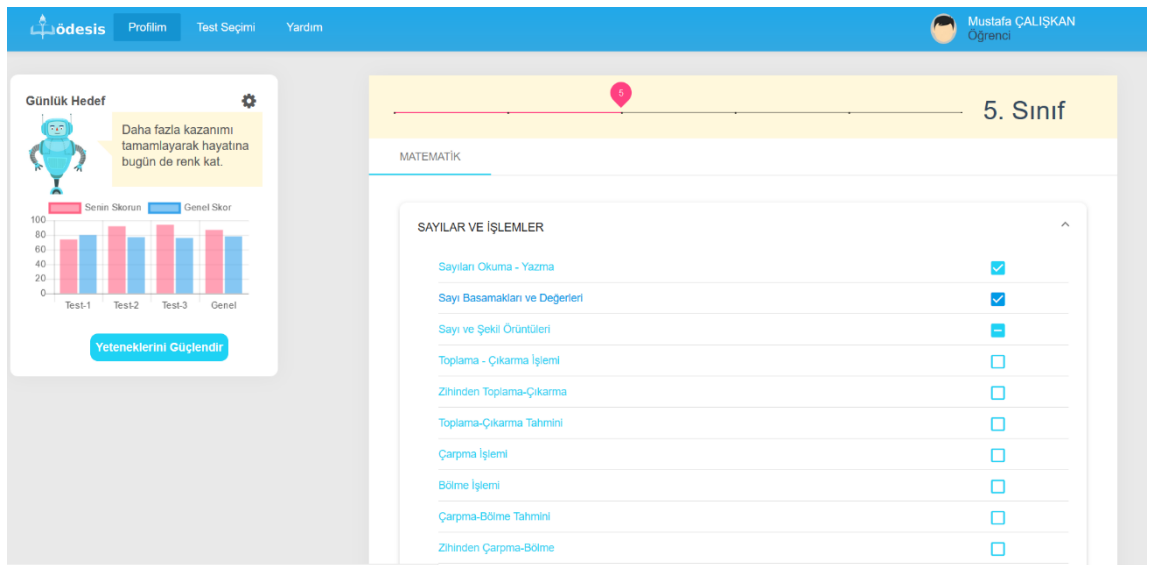 ödesis
Profilim
Test Seçimi
Yardım
Mustafa ÇALIŞKAN
Öğrenci
Günlük Hedef
Daha fazla kazanımı
tamamlayarak hayatına
bugün de renk kat.
Senin Skorun
Genel Skor
100
80
60
40
20
0
Test-1
Test-2
Test-3
Genel
Yeteneklerini Güçlendir
5
5. Sınıf
MATEMATİK
SAYILAR VE İŞLEMLER
Sayıları Okuma - Yazma
Sayı Basamakları ve Değerleri
Sayı ve Şekil Örüntüleri
Toplama - Çıkarma İşlemi
Zihinden Toplama-Çıkarma
Toplama-Çıkarma Tahmini
Çarpma İşlemi
Bölme İşlemi
Çarpma-Bölme Tahmini
Zihinden Çarpma-Bölme